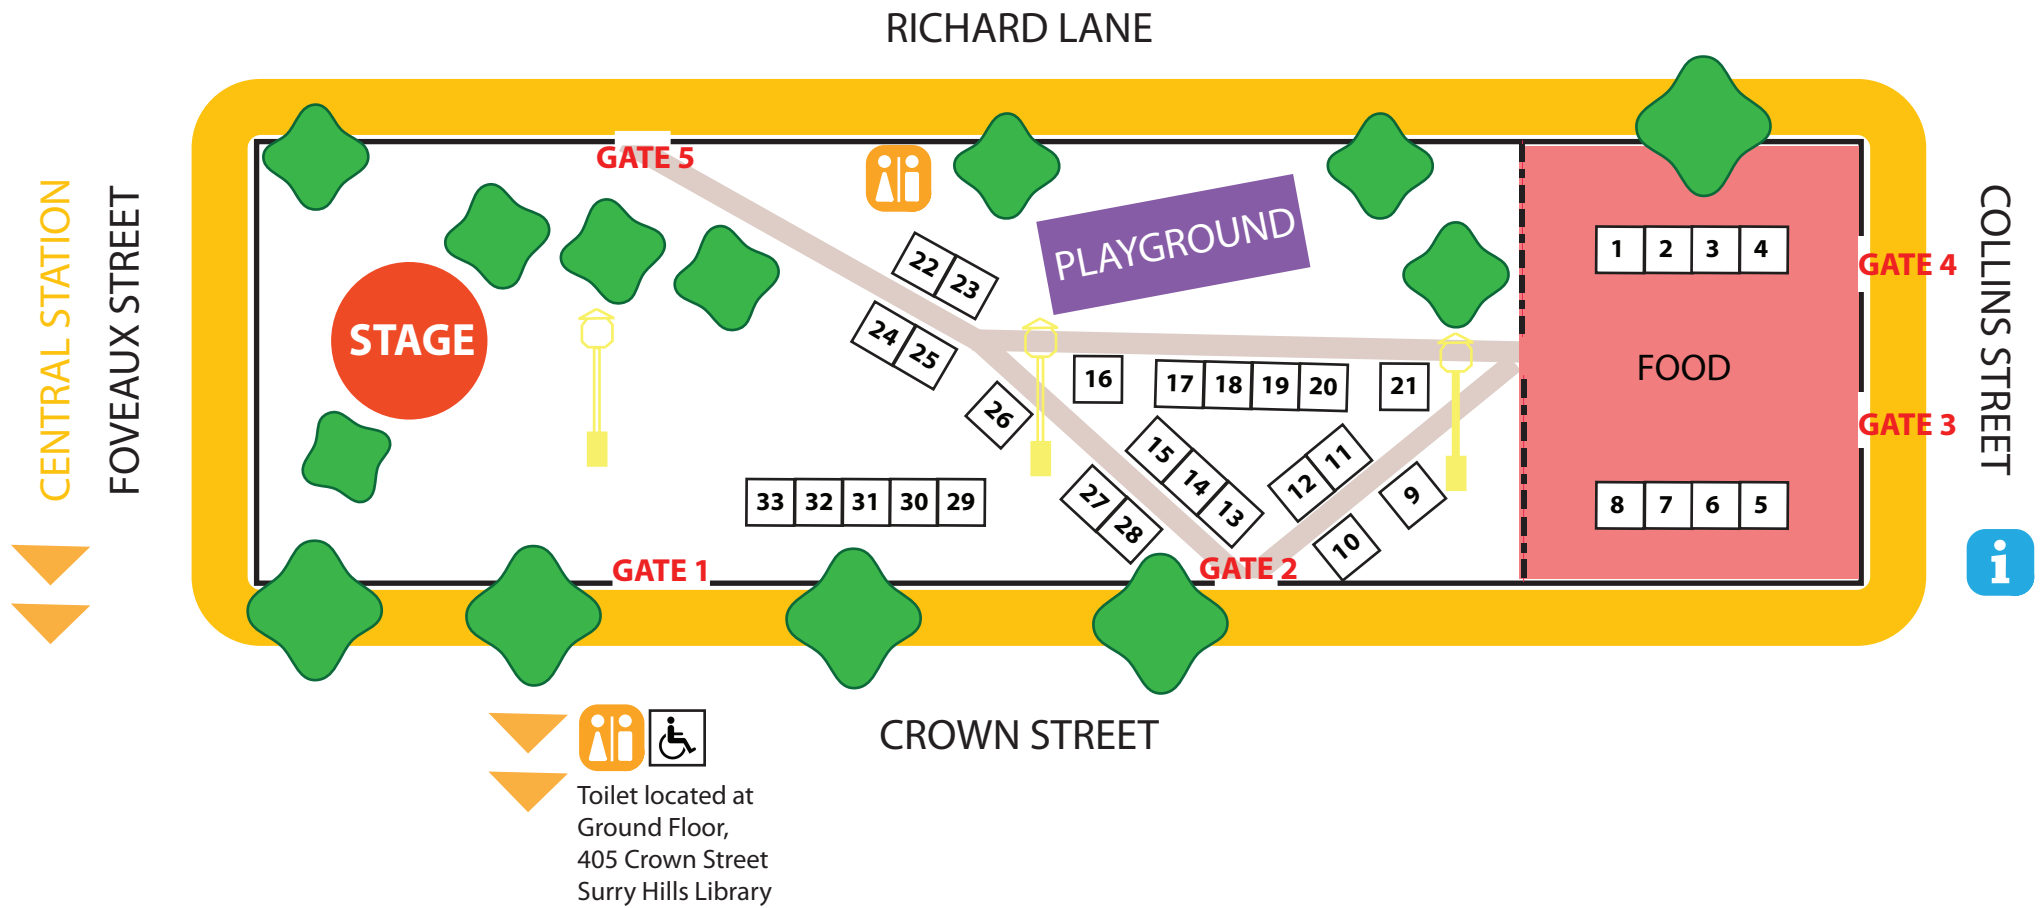 RICHARD LANE
CENTRAL STATION
FOVEAUX STREET
COLLINS STREET
GATE 5
PLAYGROUND
22 23
1 2 3 4
GATE 4
STAGE
24 25
FOOD
16
17 18 19 20
21
26
GATE 3
15 14 13
12 11
9
10
27 28
33 32 31 30 29
8 7 6 5
GATE 1
GATE 2
i
CROWN STREET
Toilet located at
Ground Floor,
405 Crown Street
Surry Hills Library